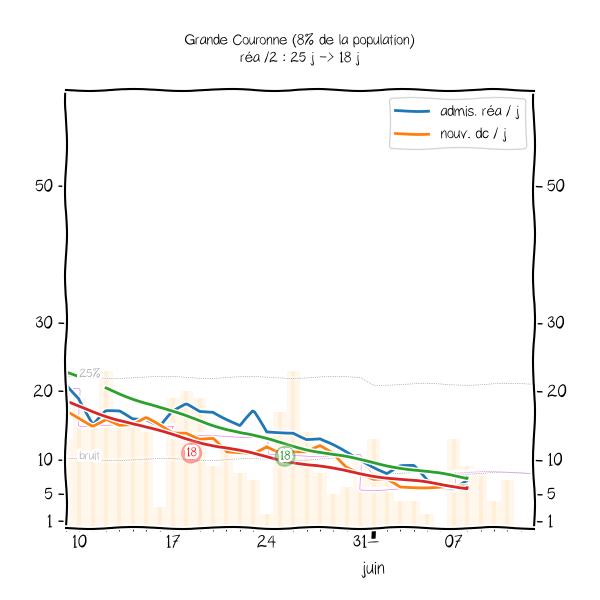 Grande Couronne (8% de la population)
réa /2 : 25 j -> 18 j
admis. réa / j
nouv. dc / j
50 50
30 30
25%
20 20
18 18
bruit
10 10
5 5
1 1
10 17 24 31 07
juin